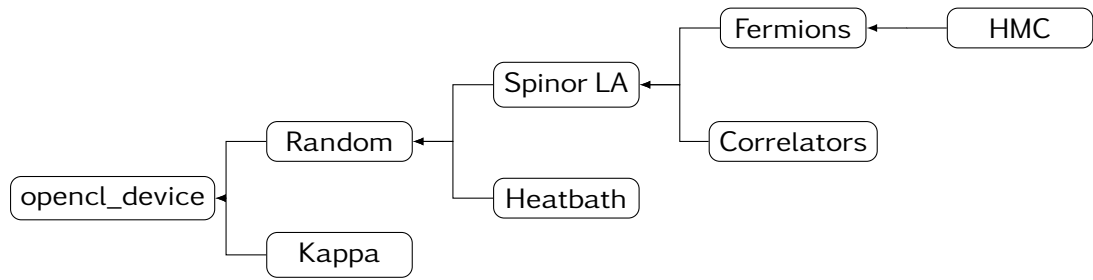 Fermions
HMC
Spinor LA
Random
Correlators
opencl_device
Heatbath
Kappa